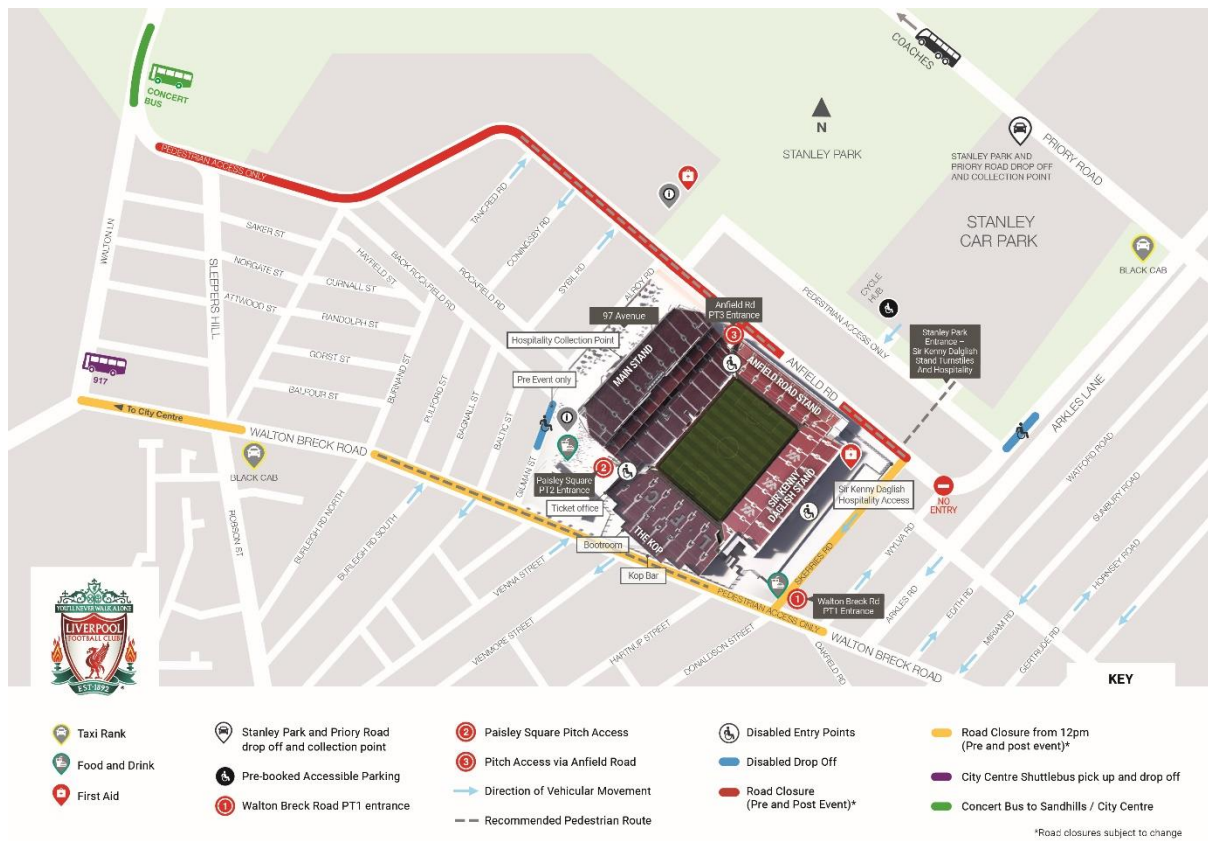 COACHES
CONCERT
BUS
N
STANLEY PARK
STANLEY PARK AND
PRIORY ROAD DROP OFF
AND COLLECTION POINT
PRIORY ROAD
PEDESTRIAN ACCESS ONLY
STANLEY
CAR PARK
BLACK CAB
WALTON LN
TANCRED RD
CONINGSBY RD
SYBIL RD
ALROY RD
SAKER ST
NORGATE ST
CURNALL ST
ATTWOOD ST
RANDOLPH ST
GORST ST
BALFOUR ST
HAYFIELD ST
BACK ROCKFIELD RD
ROCKFIELD RD
SLEEPERS HILL
BURNAND ST
PULFORD ST
BAGNALL ST
BALTIC ST
GILMAN ST
CYCLE
HUB
PEDESTRIAN ACCESS ONLY
Stanley Park
Entrance –
Sir Kenny Dalglish
Stand Turnstiles
And Hospitality
97 Avenue
Anfield Rd
PT3 Entrance
3
Hospitality Collection Point
MAIN STAND
ANFIELD ROAD STAND
ANFIELD RD
Pre Event only
917
To City Centre
WALTON BRECK ROAD
BLACK CAB
ARKLES LANE
WATFORD ROAD
SUNBURY ROAD
HORNSEY ROAD
2
Paisley Square
PT2 Entrance
Ticket office
SIR KENNY
DAGLISH STAND
Sir Kenny Daglish
Hospitality Access
NO
ENTRY
L F C
THE KOP
Bootroom
Kop Bar
SKERRIES RD
WYLVA RD
ARKLES RD
EDITH RD
MIRIAM RD
GERTRUDE RD
ROBSON ST
BURLEIGH RD NORTH
BURLEIGH RD SOUTH
VIENNA STREET
VENMORE STREET
HARTNUP STREET
DONALDSON STREET
OAKFIELD RD
1
Walton Breck Rd
PT1 Entrance
PEDESTRIAN ACCESS ONLY
WALTON BRECK ROAD
YOU'LL NEVER WALK ALONE
LIVERPOOL
FOOTBALL CLUB
EST·1892
KEY
Taxi Rank
Food and Drink
First Aid
Stanley Park and Priory Road
drop off and collection point
Pre-booked Accessible Parking
1 Walton Breck Road PT1 entrance
2 Paisley Square Pitch Access
3 Pitch Access via Anfield Road
Direction of Vehicular Movement
Recommended Pedestrian Route
Disabled Entry Points
Disabled Drop Off
Road Closure
(Pre and Post Event)*
Road Closure from 12pm
(Pre and post event)*
City Centre Shuttlebus pick up and drop off
Concert Bus to Sandhills / City Centre
*Road closures subject to change